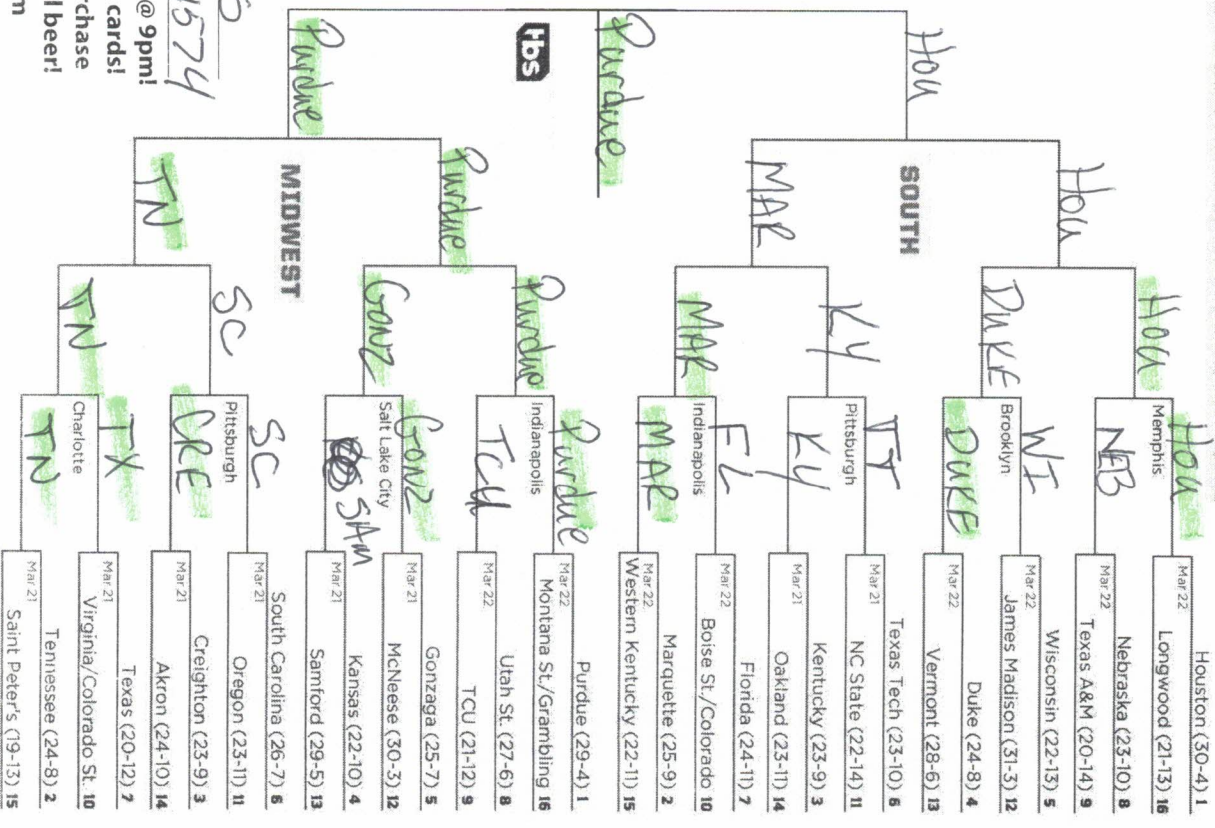 Houston (30-4) 1
Mar 22
Longwood (21-13) 16
Hou
Memphis
Hou
Nebraska (23-10) 8
Mar 22
Texas A&M (20-14) 9
NEB
Hou
Wisconsin (22-13) 5
Mar 22
James Madison (31-3) 12
WI
Brooklyn
DUKE
Duke (24-8) 4
Mar 22
Vermont (28-6) 13
DUKE
Hou
SOUTH
Texas Tech (23-10) 6
Mar 21
NC State (22-14) 11
TT
Pittsburgh
KY
Kentucky (23-9) 3
Mar 21
Oakland (23-11) 14
KY
MAR
Florida (24-11) 7
Mar 22
Boise St./Colorado 10
FL
Indianapolis
MAR
Marquette (25-9) 2
Mar 22
Western Kentucky (22-11) 15
MAR
Purdue
tbs
Purdue (29-4) 1
Mar 22
Montana St./Grambling 16
Purdue
Indianapolis
Purdue
Utah St. (27-6) 8
Mar 22
TCU (21-12) 9
TCU
Purdue
Gonzaga (25-7) 5
Mar 21
McNeese (30-3) 12
GONZ
Salt Lake City
GONZ
Kansas (22-10) 4
Mar 21
Samford (29-5) 13
SAM
Purdue
MIDWEST
South Carolina (26-7) 6
Mar 21
Oregon (23-11) 11
SC
Pittsburgh
SC
Creighton (23-9) 3
Mar 21
Akron (24-10) 14
CRE
TN
Texas (20-12) 7
Mar 21
Virginia/Colorado St. 10
TX
Charlotte
TN
Tennessee (24-8) 2
Mar 21
Saint Peter's (19-13) 15
TN
1574
@ 9pm!
cards!
rchase
l beer!
m